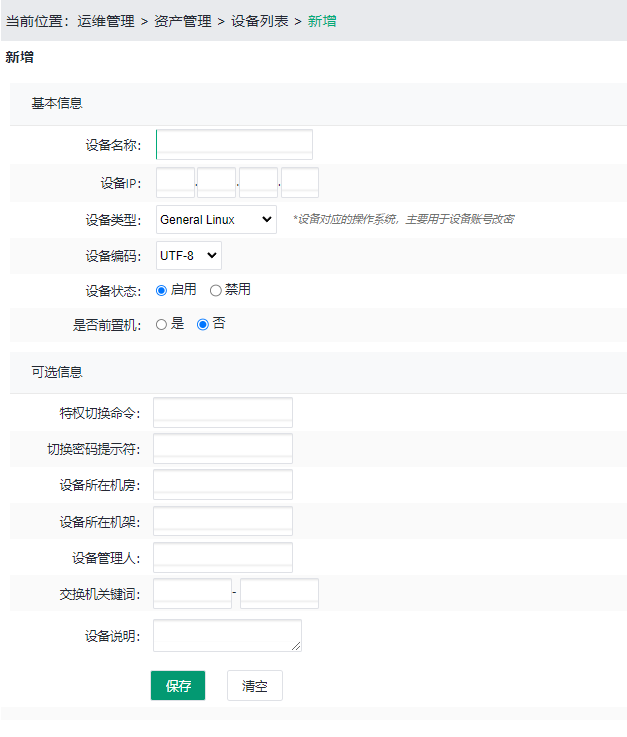 当前位置：运维管理 > 资产管理 > 设备列表 > 新增
新增
基本信息
设备名称：
设备IP： . . .
设备类型： General Linux *设备对应的操作系统，主要用于设备账号改密
设备编码： UTF-8
设备状态： 启用 禁用
是否前置机： 是 否
可选信息
特权切换命令：
切换密码提示符：
设备所在机房：
设备所在机架：
设备管理人：
交换机关键词： -
设备说明：
保存 清空